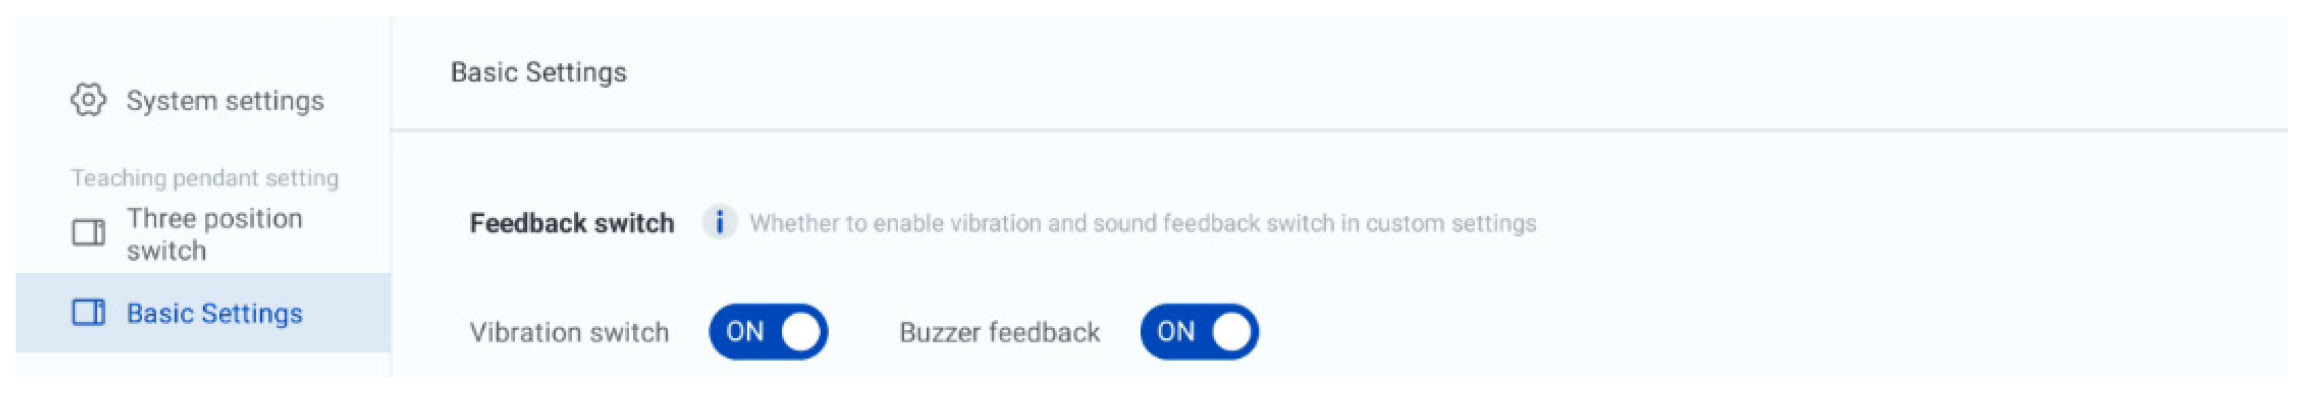 System settings
Teaching pendant setting
Three position
switch
Basic Settings
Basic Settings
Feedback switch i Whether to enable vibration and sound feedback switch in custom settings
Vibration switch ON Buzzer feedback ON